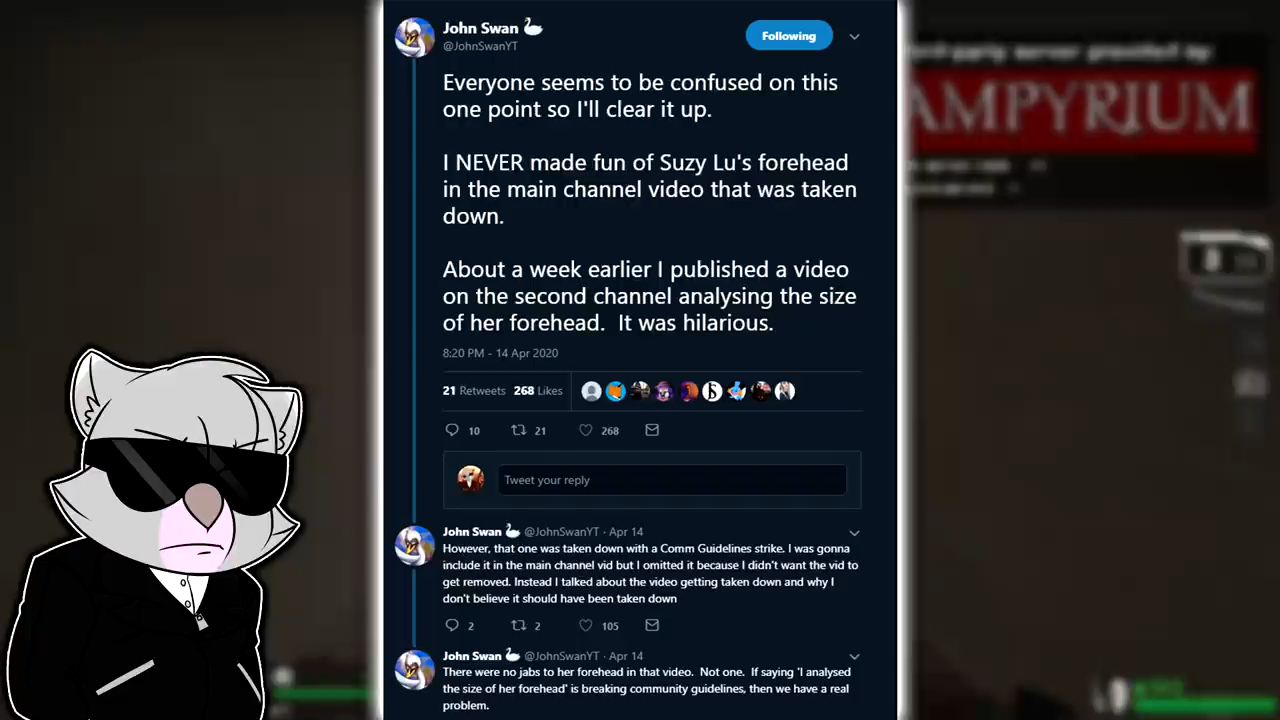 John Swan 🦢
@JohnSwanYT
Following
Everyone seems to be confused on this
one point so I'll clear it up.
I NEVER made fun of Suzy Lu's forehead
in the main channel video that was taken
down.
About a week earlier I published a video
on the second channel analysing the size
of her forehead. It was hilarious.
8:20 PM - 14 Apr 2020
21 Retweets 268 Likes
10 21 268
Tweet your reply
John Swan 🦢 @JohnSwanYT · Apr 14
However, that one was taken down with a Comm Guidelines strike. I was gonna
include it in the main channel vid but I omitted it because I didn't want the vid to
get removed. Instead I talked about the video getting taken down and why I
don't believe it should have been taken down
2 2 105
John Swan 🦢 @JohnSwanYT · Apr 14
There were no jabs to her forehead in that video. Not one. If saying 'I analysed
the size of her forehead' is breaking community guidelines, then we have a real
problem.
party server provided by
AMPYRIUM